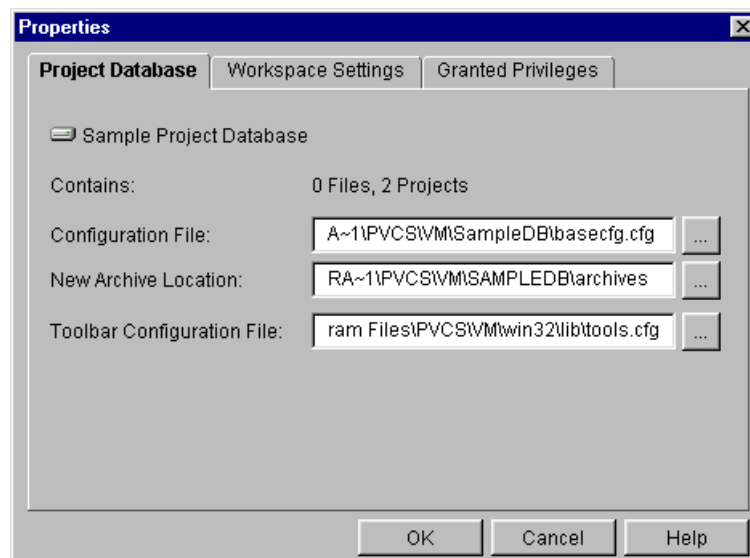 Properties
Project Database Workspace Settings Granted Privileges
Sample Project Database
Contains: 0 Files, 2 Projects
Configuration File: A~1\PVCS\VM\SampleDB\basecfg.cfg ...
New Archive Location: RA~1\PVCS\VM\SAMPLEDB\archives ...
Toolbar Configuration File: ram Files\PVCS\VM\win32\lib\tools.cfg ...
OK Cancel Help